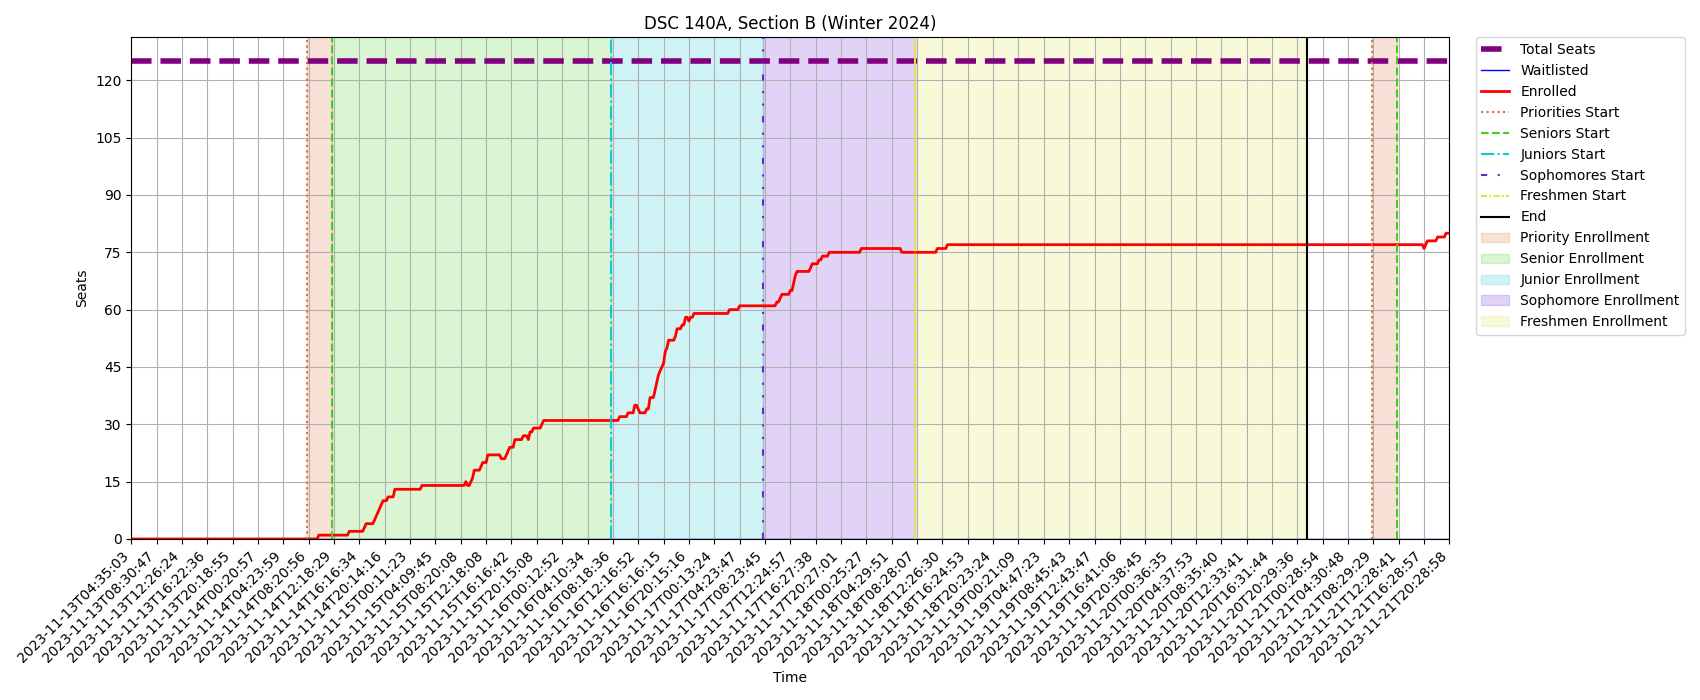 DSC 140A, Section B (Winter 2024)
Seats
120
105
90
75
60
45
30
15
0
2023-11-13T04:35:03
2023-11-13T08:30:47
2023-11-13T12:26:24
2023-11-13T16:22:36
2023-11-13T20:18:55
2023-11-14T00:20:57
2023-11-14T04:23:59
2023-11-14T08:20:56
2023-11-14T12:18:29
2023-11-14T16:16:34
2023-11-14T20:14:16
2023-11-15T00:11:23
2023-11-15T04:09:45
2023-11-15T08:20:08
2023-11-15T12:18:08
2023-11-15T16:16:42
2023-11-15T20:15:08
2023-11-16T00:12:52
2023-11-16T04:10:34
2023-11-16T08:18:36
2023-11-16T12:16:52
2023-11-16T16:16:15
2023-11-16T20:15:16
2023-11-17T00:13:24
2023-11-17T04:23:47
2023-11-17T08:23:45
2023-11-17T12:24:57
2023-11-17T16:27:38
2023-11-17T20:27:01
2023-11-18T00:25:27
2023-11-18T04:29:51
2023-11-18T08:28:07
2023-11-18T12:26:30
2023-11-18T16:24:53
2023-11-18T20:23:24
2023-11-19T00:21:09
2023-11-19T04:47:23
2023-11-19T08:45:43
2023-11-19T12:43:47
2023-11-19T16:41:06
2023-11-19T20:38:45
2023-11-20T00:36:35
2023-11-20T04:37:53
2023-11-20T08:35:40
2023-11-20T12:33:41
2023-11-20T16:31:44
2023-11-20T20:29:36
2023-11-21T00:28:54
2023-11-21T04:30:48
2023-11-21T08:29:29
2023-11-21T12:28:41
2023-11-21T16:28:57
2023-11-21T20:28:58
Time
Total Seats
Waitlisted
Enrolled
Priorities Start
Seniors Start
Juniors Start
Sophomores Start
Freshmen Start
End
Priority Enrollment
Senior Enrollment
Junior Enrollment
Sophomore Enrollment
Freshmen Enrollment